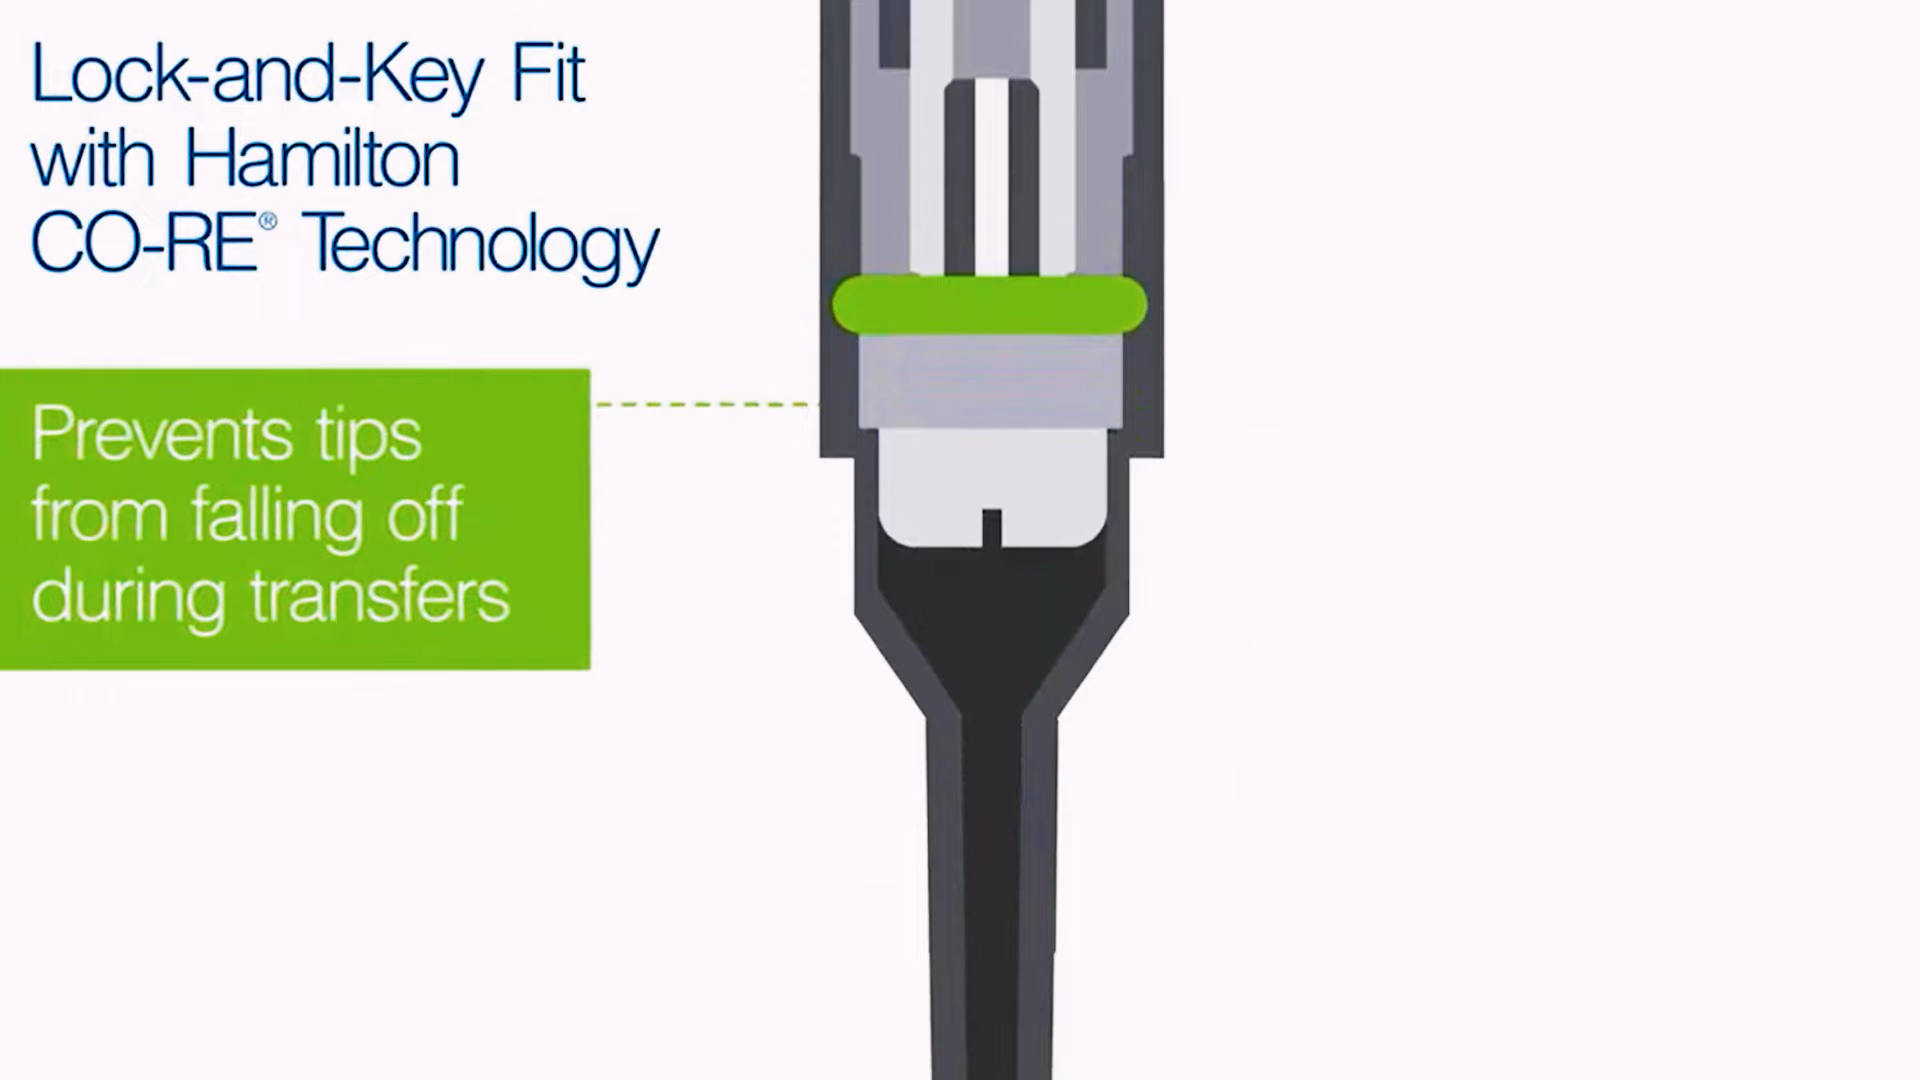 Lock-and-Key Fit
with Hamilton
CO-RE® Technology
Prevents tips
from falling off
during transfers